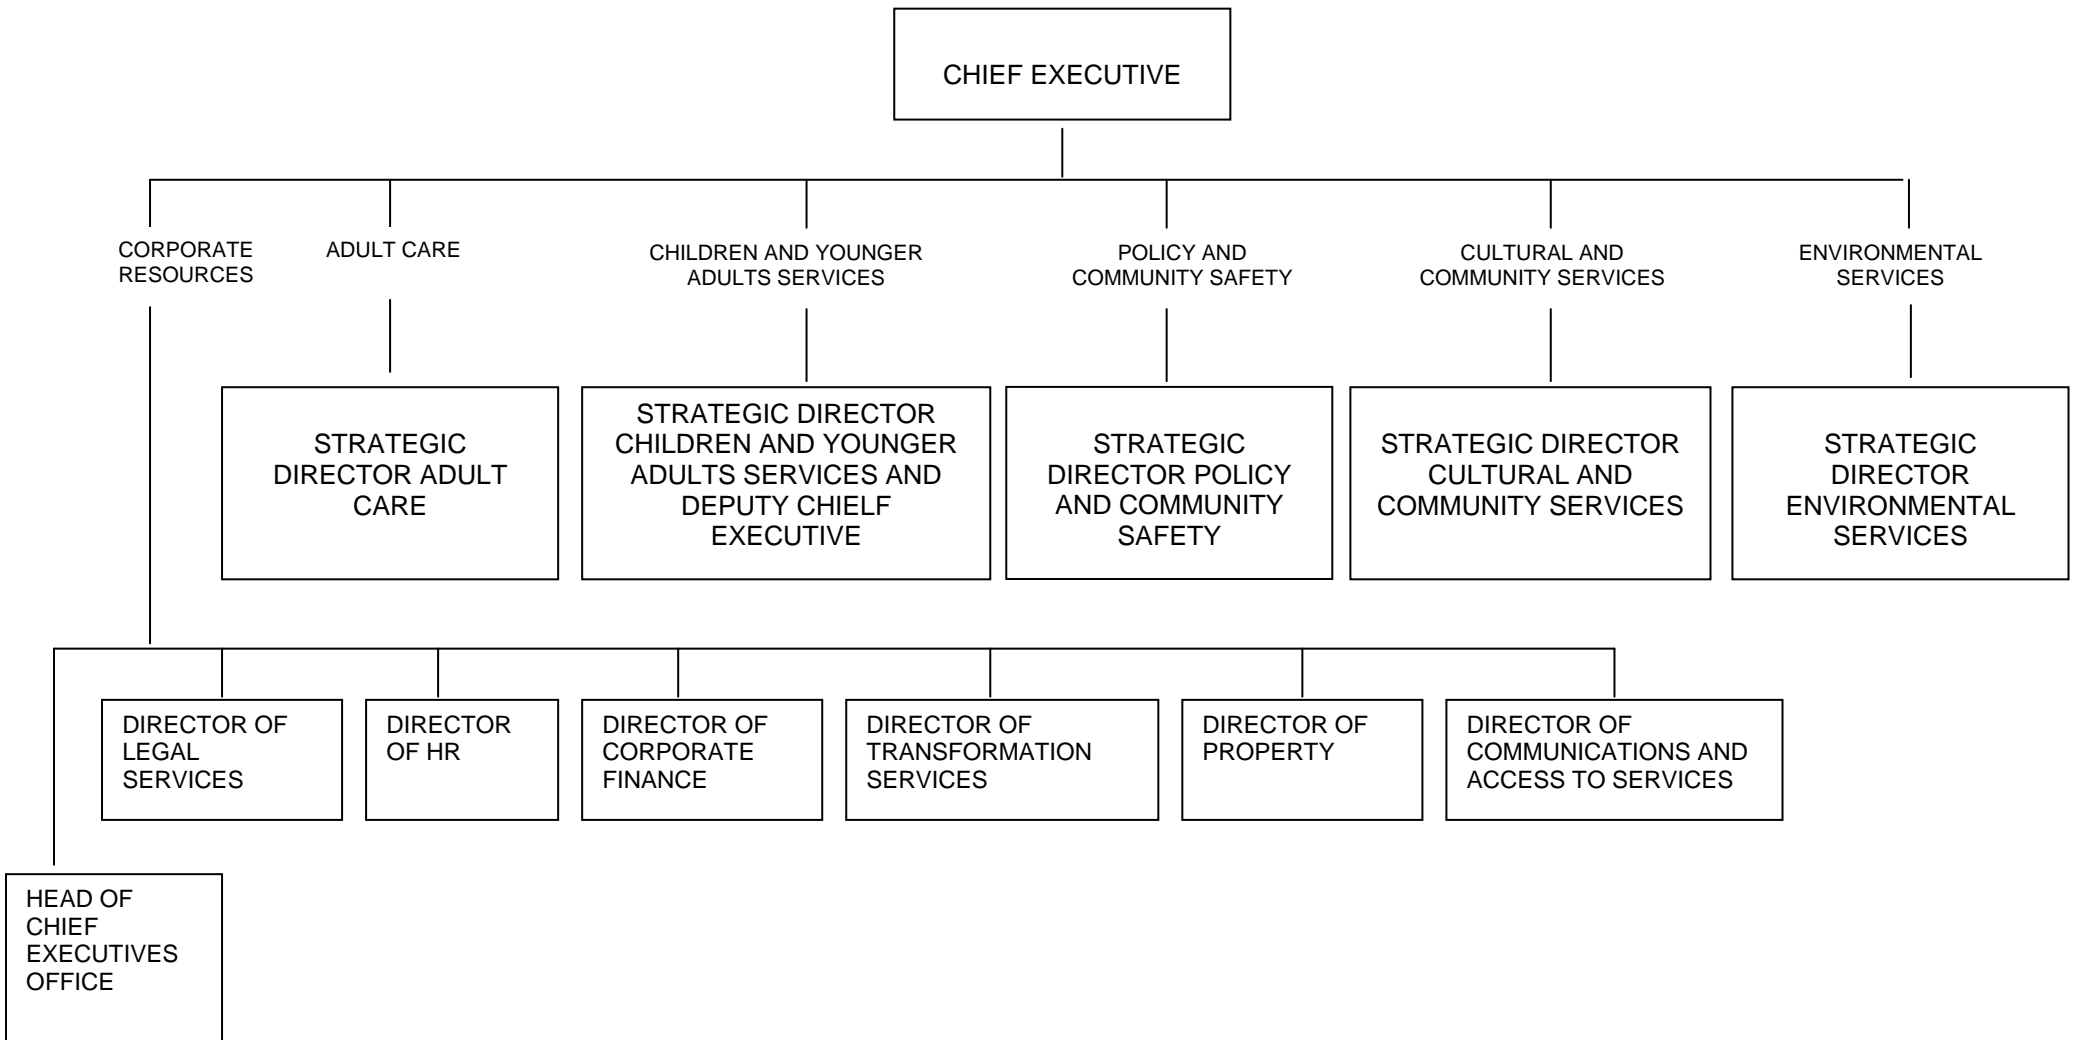 CHIEF EXECUTIVE
CORPORATE
RESOURCES
ADULT CARE
CHILDREN AND YOUNGER
ADULTS SERVICES
POLICY AND
COMMUNITY SAFETY
CULTURAL AND
COMMUNITY SERVICES
ENVIRONMENTAL
SERVICES
STRATEGIC
DIRECTOR ADULT
CARE
STRATEGIC DIRECTOR
CHILDREN AND YOUNGER
ADULTS SERVICES AND
DEPUTY CHIELF
EXECUTIVE
STRATEGIC
DIRECTOR POLICY
AND COMMUNITY
SAFETY
STRATEGIC DIRECTOR
CULTURAL AND
COMMUNITY SERVICES
STRATEGIC
DIRECTOR
ENVIRONMENTAL
SERVICES
DIRECTOR OF
LEGAL
SERVICES
DIRECTOR
OF HR
DIRECTOR OF
CORPORATE
FINANCE
DIRECTOR OF
TRANSFORMATION
SERVICES
DIRECTOR OF
PROPERTY
DIRECTOR OF
COMMUNICATIONS AND
ACCESS TO SERVICES
HEAD OF
CHIEF
EXECUTIVES
OFFICE